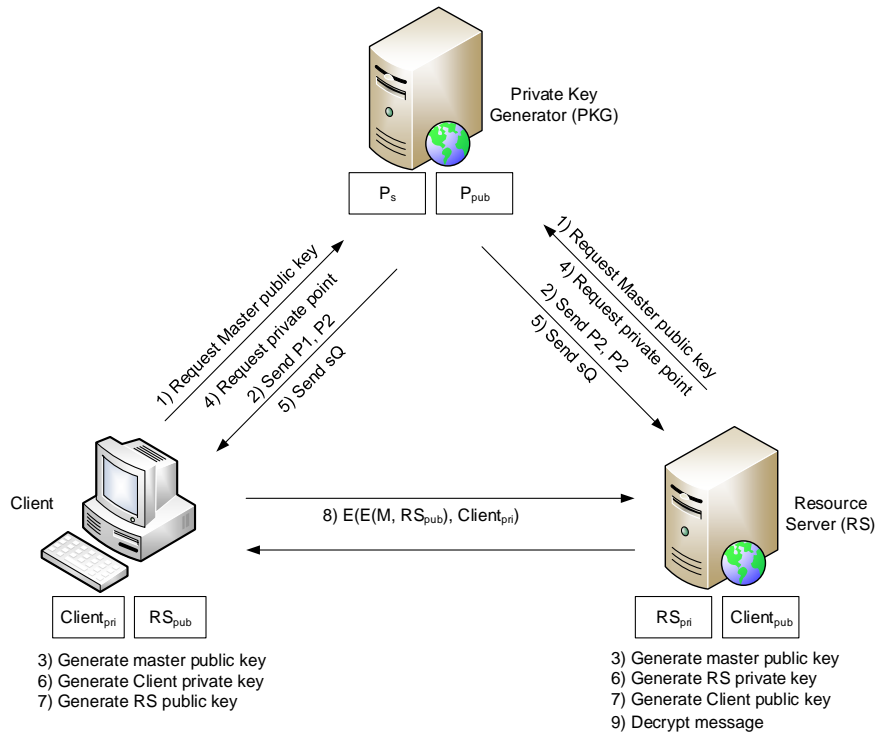 Private Key
Generator (PKG)
Ps
Ppub
1) Request Master public key
4) Request private point
2) Send P1, P2
5) Send sQ
1) Request Master public key
4) Request private point
2) Send P2, P2
5) Send sQ
Client
8) E(E(M, RSpub), Clientpri)
Resource
Server (RS)
Clientpri
RSpub
RSpri
Clientpub
3) Generate master public key
6) Generate Client private key
7) Generate RS public key
3) Generate master public key
6) Generate RS private key
7) Generate Client public key
9) Decrypt message